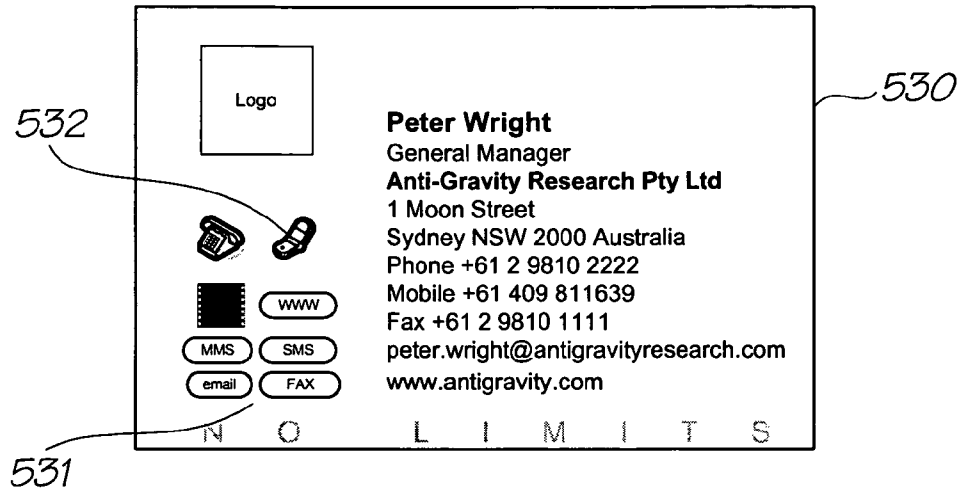 Logo
530
532
Peter Wright
General Manager
Anti-Gravity Research Pty Ltd
1 Moon Street
Sydney NSW 2000 Australia
Phone +61 2 9810 2222
Mobile +61 409 811639
Fax +61 2 9810 1111
peter.wright@antigravityresearch.com
www.antigravity.com
WWW
MMS SMS
email FAX
NO LIMITS
531